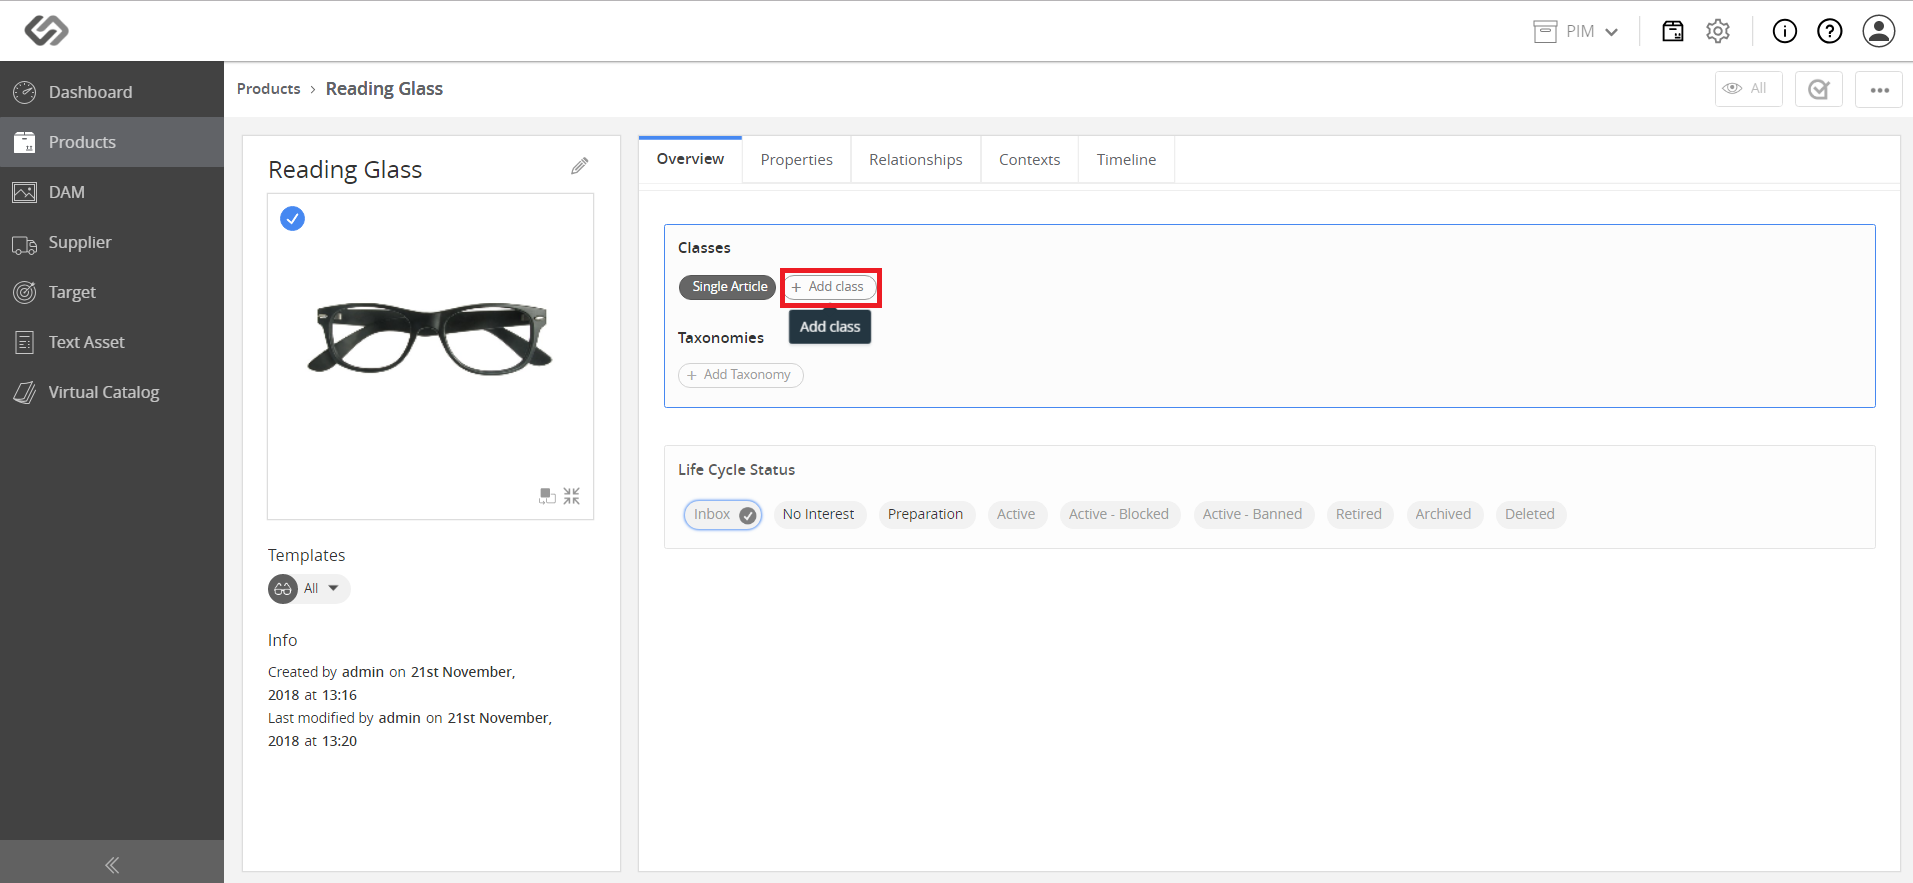 PIM
Dashboard
Products
DAM
Supplier
Target
Text Asset
Virtual Catalog
Products › Reading Glass
All
Reading Glass
Templates
All
Info
Created by admin on 21st November,
2018 at 13:16
Last modified by admin on 21st November,
2018 at 13:20
Overview Properties Relationships Contexts Timeline
Classes
Single Article + Add class
Add class
Taxonomies
+ Add Taxonomy
Life Cycle Status
Inbox No Interest Preparation Active Active - Blocked Active - Banned Retired Archived Deleted